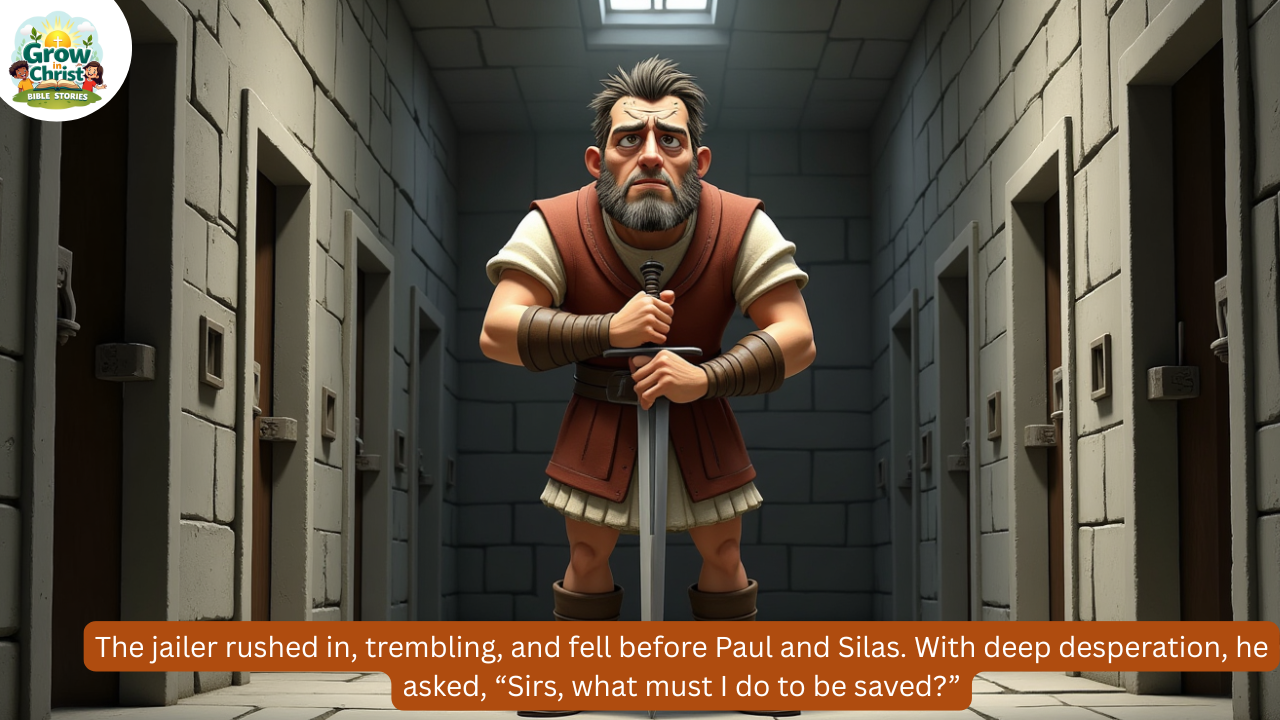 Grow
in
Christ
BIBLE STORIES
The jailer rushed in, trembling, and fell before Paul and Silas. With deep desperation, he
asked, “Sirs, what must I do to be saved?”